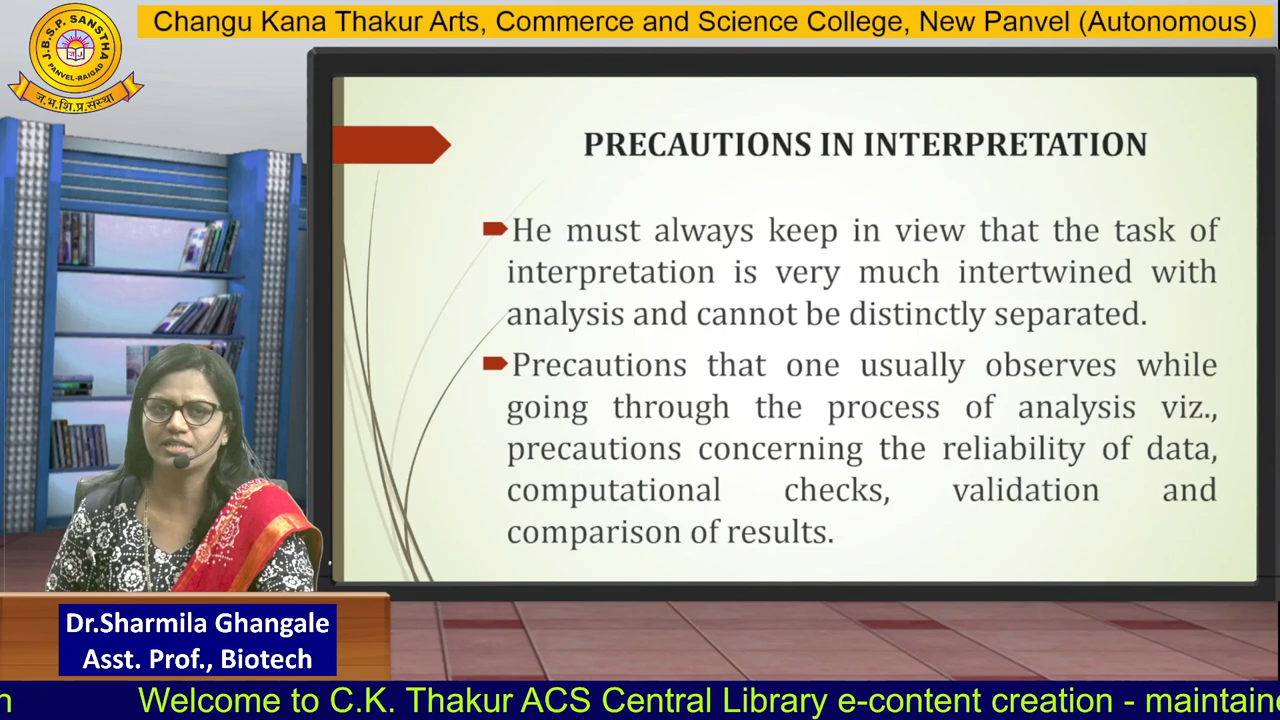 Changu Kana Thakur Arts, Commerce and Science College, New Panvel (Autonomous)
J.B.S.P. SANSTHA
PANVEL-RAIGAD
ज.भ.शि.प्र.संस्था
PRECAUTIONS IN INTERPRETATION
He must always keep in view that the task of
interpretation is very much intertwined with
analysis and cannot be distinctly separated.
Precautions that one usually observes while
going through the process of analysis viz.,
precautions concerning the reliability of data,
computational checks, validation and
comparison of results.
Dr.Sharmila Ghangale
Asst. Prof., Biotech
Welcome to C.K. Thakur ACS Central Library e-content creation - maintaine